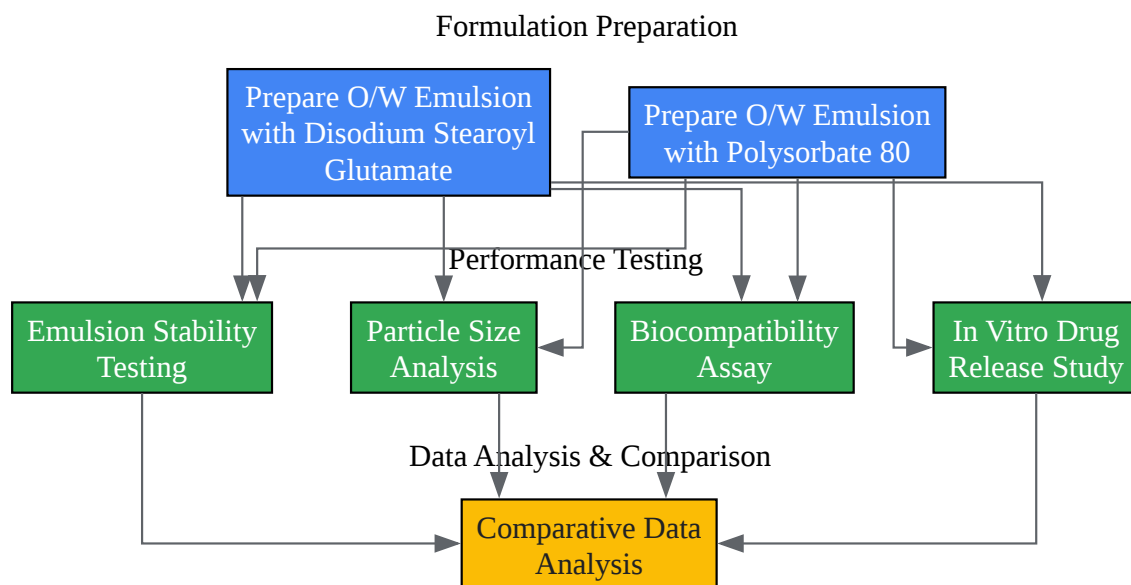 Formulation Preparation
Prepare O/W Emulsion
with Disodium Stearoyl
Glutamate
Prepare O/W Emulsion
with Polysorbate 80
Performance Testing
Emulsion Stability
Testing
Particle Size
Analysis
Biocompatibility
Assay
In Vitro Drug
Release Study
Data Analysis & Comparison
Comparative Data
Analysis